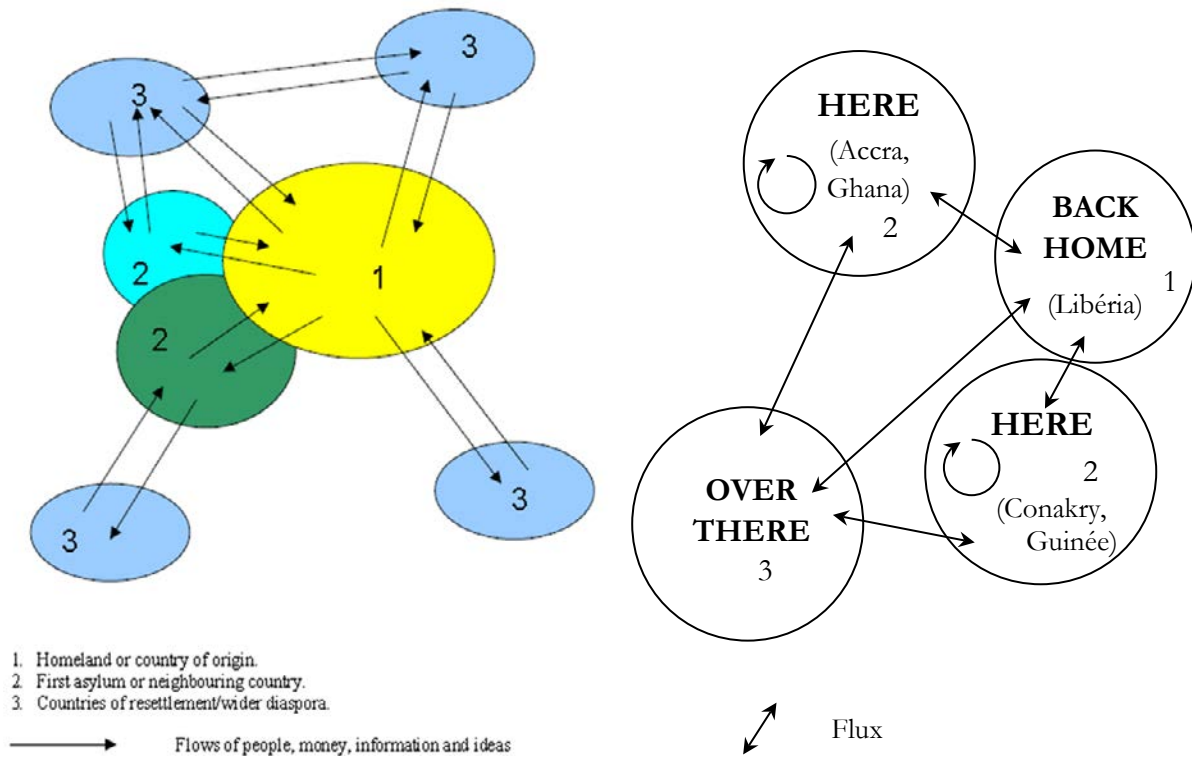 3
3
2
1
2
3
3
1. Homeland or country of origin.
2 First asylum or neighbouring country.
3. Countries of resettlement/wider diaspora.
Flows of people, money, information and ideas
HERE
(Accra,
Ghana)
2
BACK
HOME
1
(Libéria)
HERE
2
(Conakry,
Guinée)
OVER
THERE
3
Flux